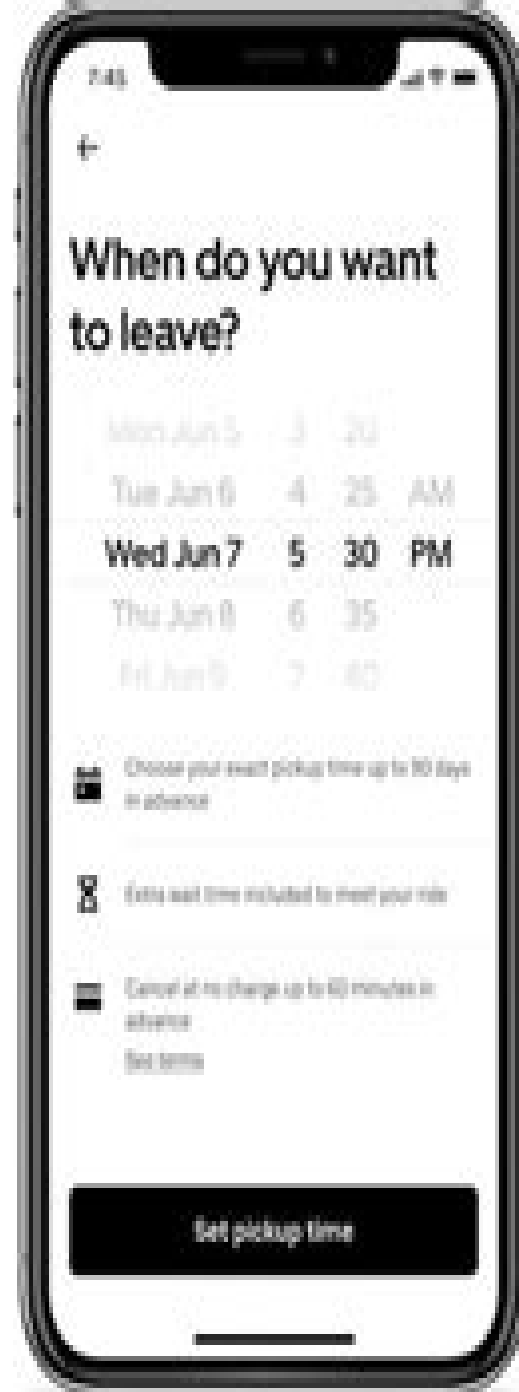 7:45
When do you want
to leave?
Mon Jun 5 3 20
Tue Jun 6 4 25 AM
Wed Jun 7 5 30 PM
Thu Jun 8 6 35
Fri Jun 9 7 40
Choose your exact pickup time up to 90 days
in advance
Extra wait time included to meet your ride
Cancel at no charge up to 60 minutes in
advance
See terms
Set pickup time